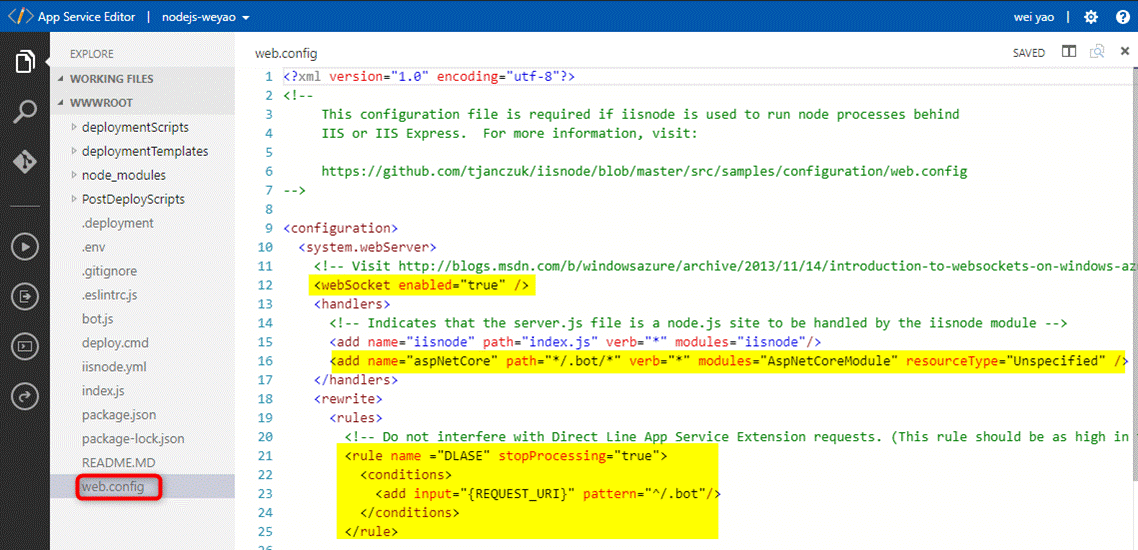 App Service Editor | nodejs-weyao
wei yao | ?
EXPLORE
WORKING FILES
WWWROOT
deploymentScripts
deploymentTemplates
node_modules
PostDeployScripts
.deployment
.env
.gitignore
.eslintrc.js
bot.js
deploy.cmd
iisnode.yml
index.js
package.json
package-lock.json
README.MD
web.config
web.config
SAVED
1 <?xml version="1.0" encoding="utf-8"?>
2 <!--
3 This configuration file is required if iisnode is used to run node processes behind
4 IIS or IIS Express.  For more information, visit:
5
6 https://github.com/tjanczuk/iisnode/blob/master/src/samples/configuration/web.config
7 -->
8
9 <configuration>
10 <system.webServer>
11 <!-- Visit http://blogs.msdn.com/b/windowsazure/archive/2013/11/14/introduction-to-websockets-on-windows-az
12 <webSocket enabled="true" />
13 <handlers>
14 <!-- Indicates that the server.js file is a node.js site to be handled by the iisnode module -->
15 <add name="iisnode" path="index.js" verb="*" modules="iisnode"/>
16 <add name="aspNetCore" path="*/.bot/*" verb="*" modules="AspNetCoreModule" resourceType="Unspecified" />
17 </handlers>
18 <rewrite>
19 <rules>
20 <!-- Do not interfere with Direct Line App Service Extension requests. (This rule should be as high in
21 <rule name ="DLASE" stopProcessing="true">
22 <conditions>
23 <add input="{REQUEST_URI}" pattern="^/.bot"/>
24 </conditions>
25 </rule>